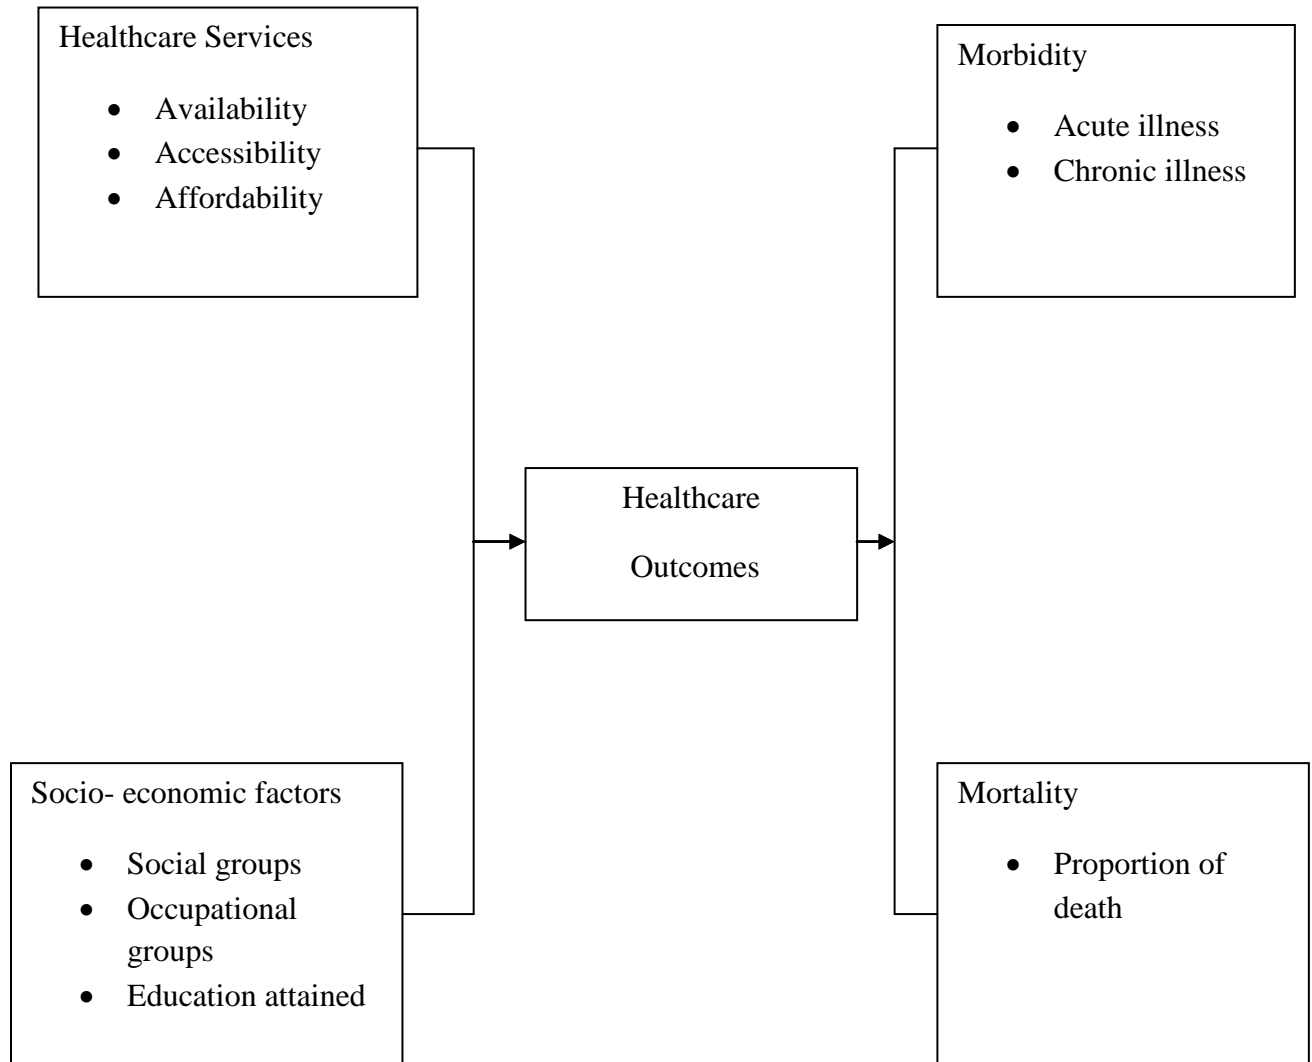 Healthcare Services
• Availability
• Accessibility
• Affordability
Morbidity
• Acute illness
• Chronic illness
Healthcare
Outcomes
Socio- economic factors
• Social groups
• Occupational
groups
• Education attained
Mortality
• Proportion of
death